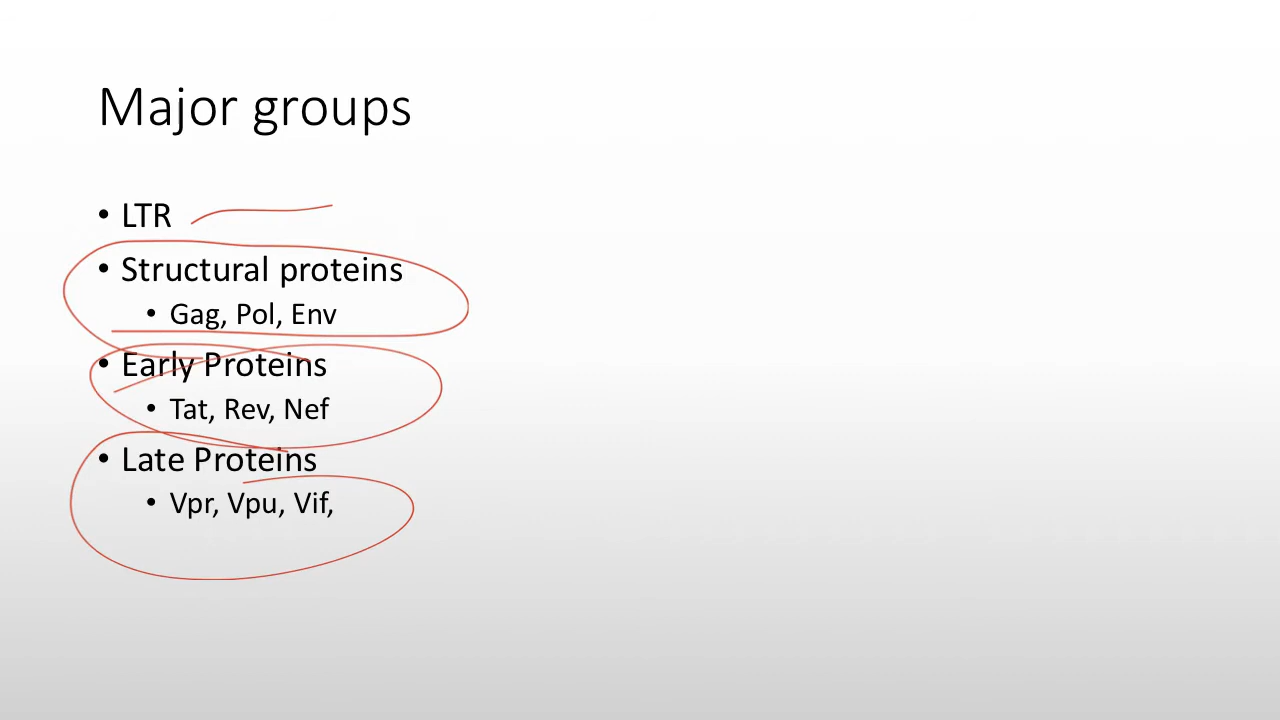 Major groups
• LTR
• Structural proteins
• Gag, Pol, Env
• Early Proteins
• Tat, Rev, Nef
• Late Proteins
• Vpr, Vpu, Vif,